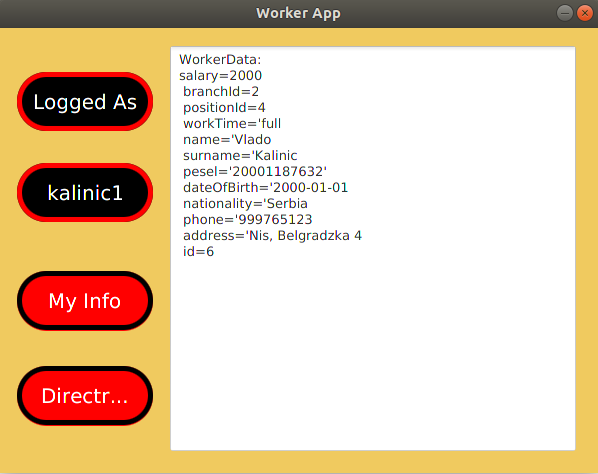 Worker App
Logged As
kalinic1
My Info
Directr...
WorkerData:
salary=2000
branchId=2
positionId=4
workTime='full
name='Vlado
surname='Kalinic
pesel='20001187632'
dateOfBirth='2000-01-01
nationality='Serbia
phone='999765123
address='Nis, Belgradzka 4
id=6